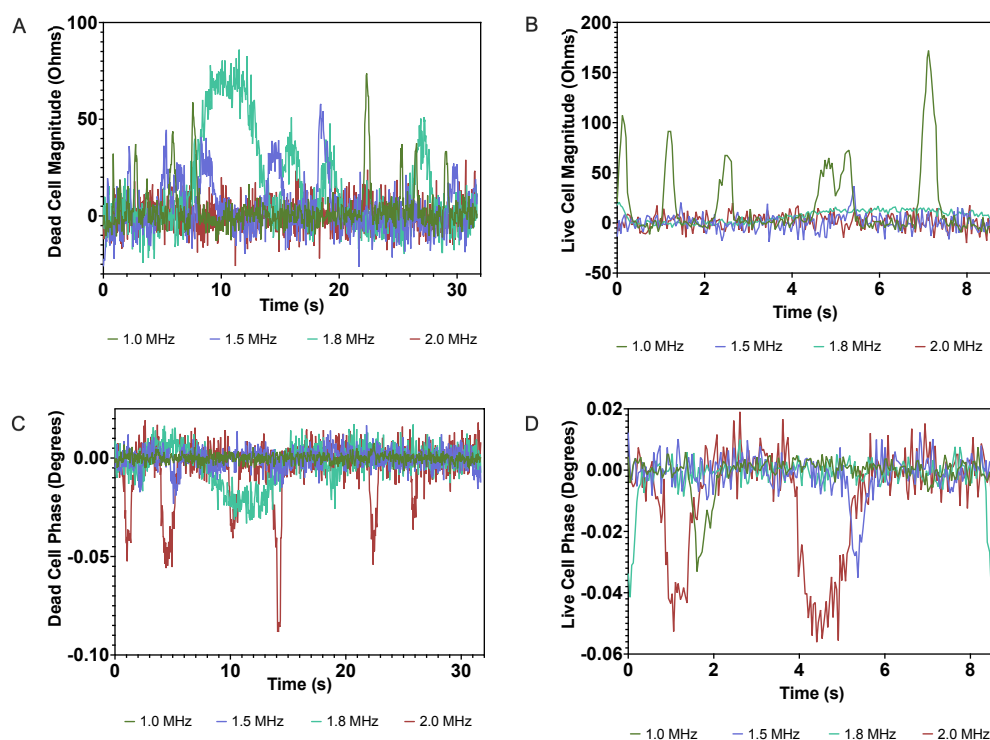 A
Dead Cell Magnitude (Ohms)
100
50
0
0
10
20
30
Time (s)
1.0 MHz 1.5 MHz 1.8 MHz 2.0 MHz
B
Live Cell Magnitude (Ohms)
200
150
100
50
0
-50
0
2
4
6
8
Time (s)
1.0 MHz 1.5 MHz 1.8 MHz 2.0 MHz
C
Dead Cell Phase (Degrees)
0.00
-0.05
-0.10
0
10
20
30
Time (s)
1.0 MHz 1.5 MHz 1.8 MHz 2.0 MHz
D
Live Cell Phase (Degrees)
0.02
0.00
-0.02
-0.04
-0.06
0
2
4
6
8
Time (s)
1.0 MHz 1.5 MHz 1.8 MHz 2.0 MHz